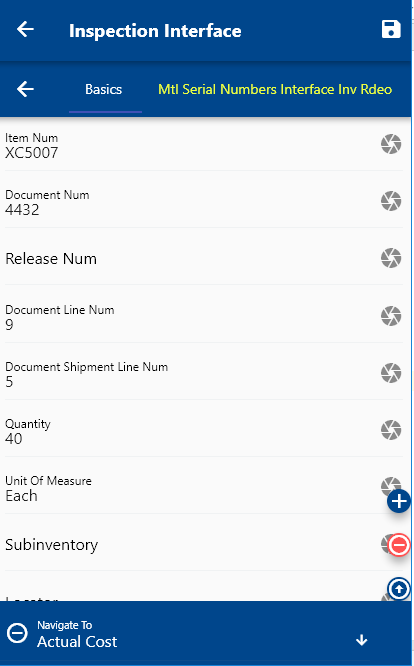 Inspection Interface
Basics
Mtl Serial Numbers Interface Inv Rdeo
Item Num
XC5007
Document Num
4432
Release Num
Document Line Num
9
Document Shipment Line Num
5
Quantity
40
Unit Of Measure
Each
Subinventory
Locator
Navigate To
Actual Cost